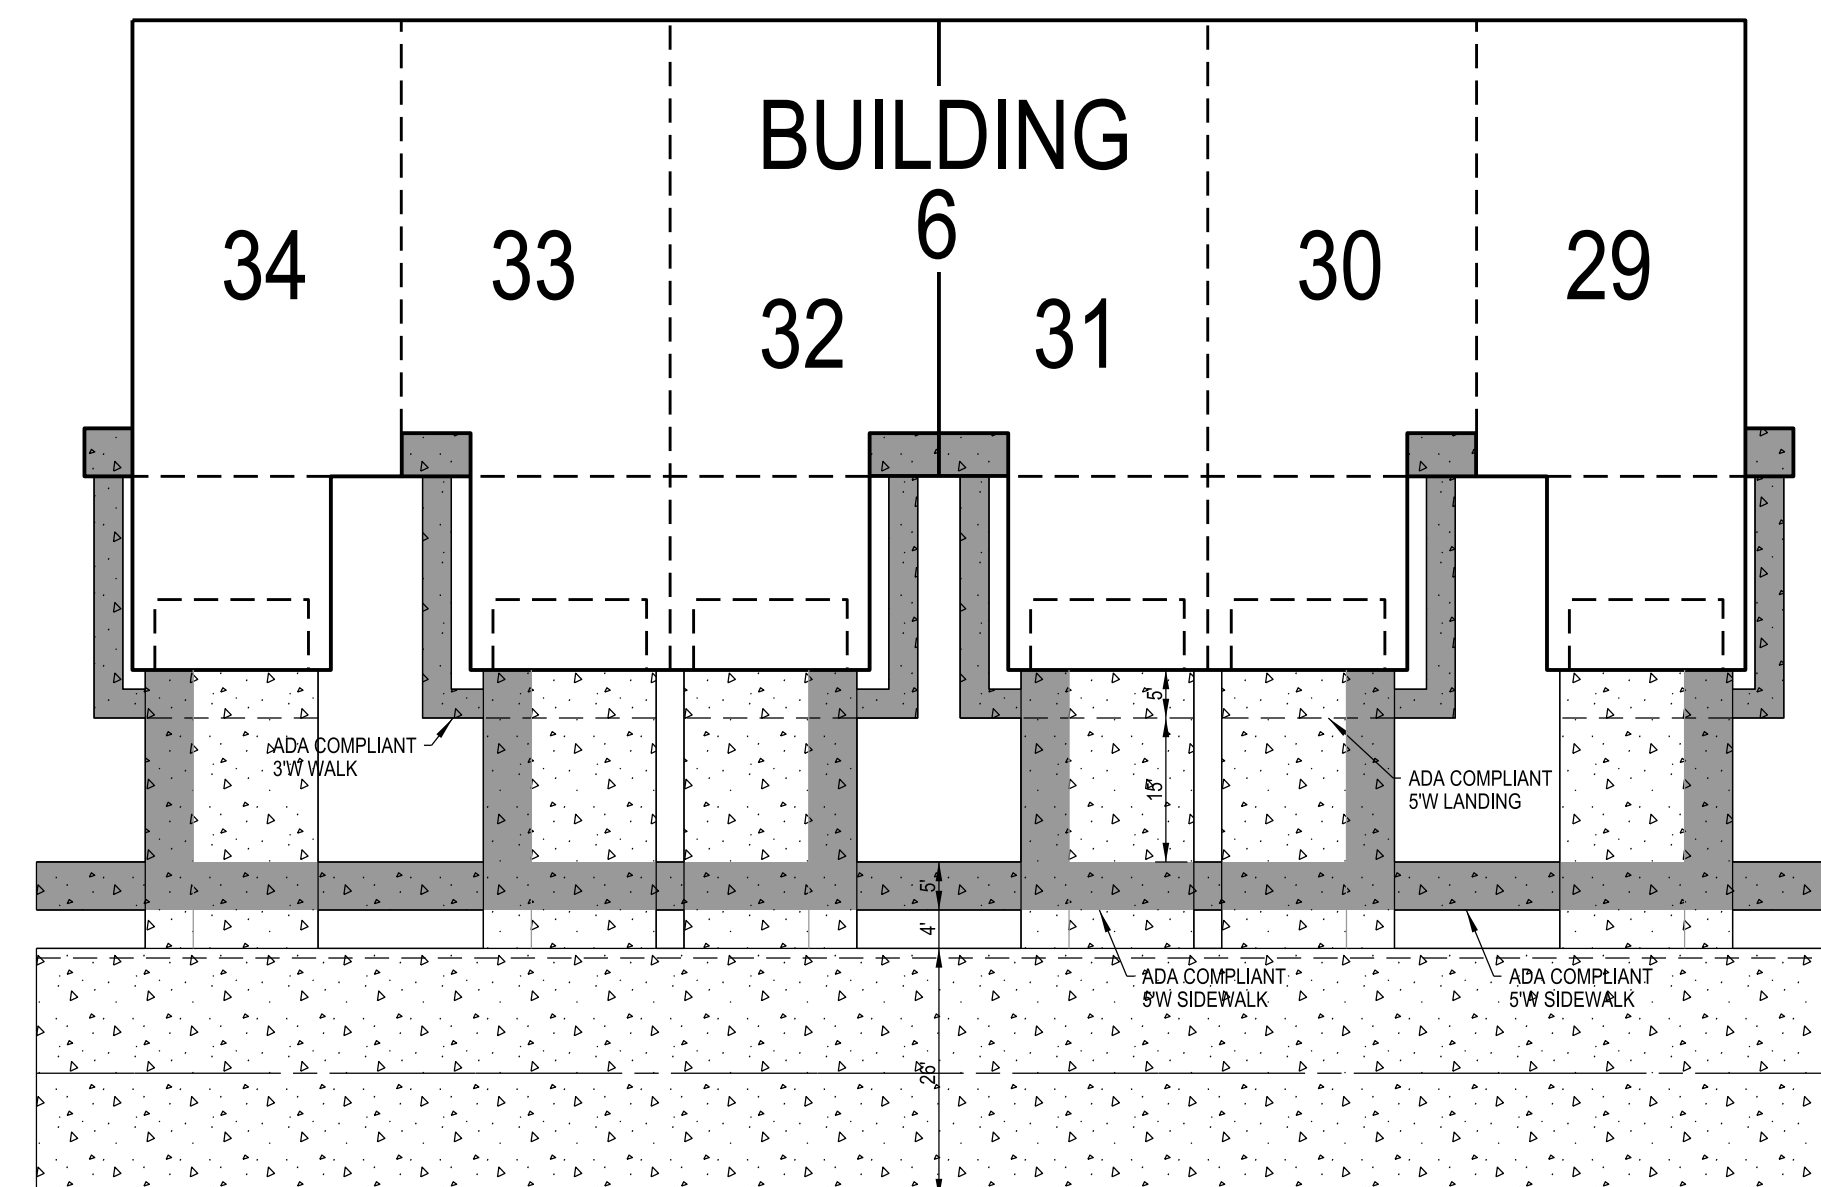 BUILDING
6
34
33
32
31
30
29
5'
15'
ADA COMPLIANT
3'W WALK
ADA COMPLIANT
5'W LANDING
5'
4'
ADA COMPLIANT
5'W SIDEWALK
ADA COMPLIANT
5'W SIDEWALK
26'